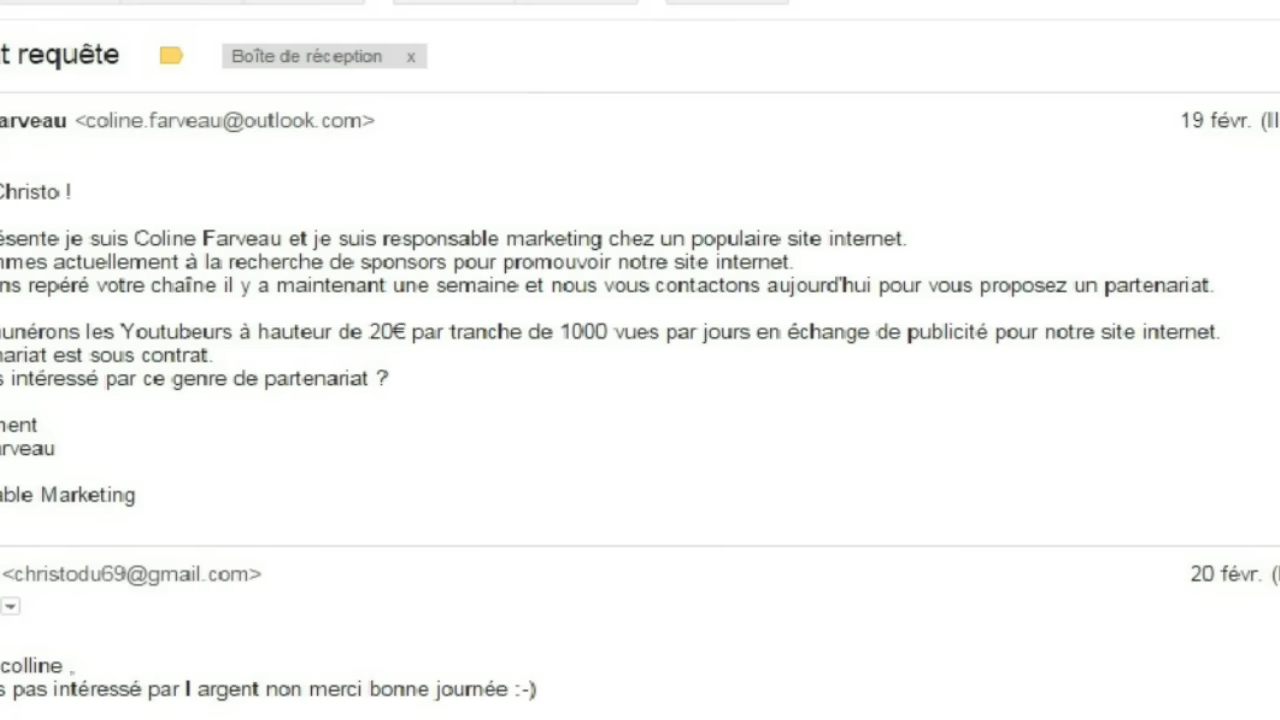 t requête
Boîte de réception x
arveau <coline.farveau@outlook.com> 19 févr. (Il
Christo !
ésente je suis Coline Farveau et je suis responsable marketing chez un populaire site internet.
mmes actuellement à la recherche de sponsors pour promouvoir notre site internet.
ns repéré votre chaîne il y a maintenant une semaine et nous vous contactons aujourd'hui pour vous proposez un partenariat.
unérons les Youtubeurs à hauteur de 20€ par tranche de 1000 vues par jours en échange de publicité pour notre site internet.
nariat est sous contrat.
s intéressé par ce genre de partenariat ?
ment
arveau
able Marketing
<christodu69@gmail.com> 20 févr. (
colline ,
s pas intéressé par l argent non merci bonne journée :-)